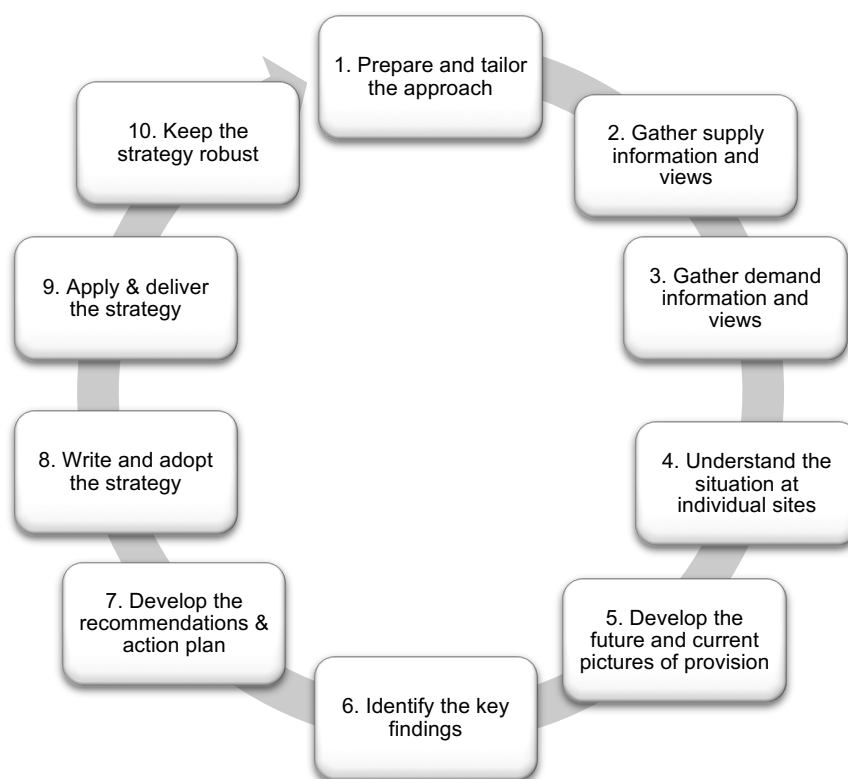 1. Prepare and tailor
the approach
2. Gather supply
information and
views
3. Gather demand
information and
views
4. Understand the
situation at
individual sites
5. Develop the
future and current
pictures of provision
6. Identify the key
findings
7. Develop the
recommendations &
action plan
8. Write and adopt
the strategy
9. Apply & deliver
the strategy
10. Keep the
strategy robust